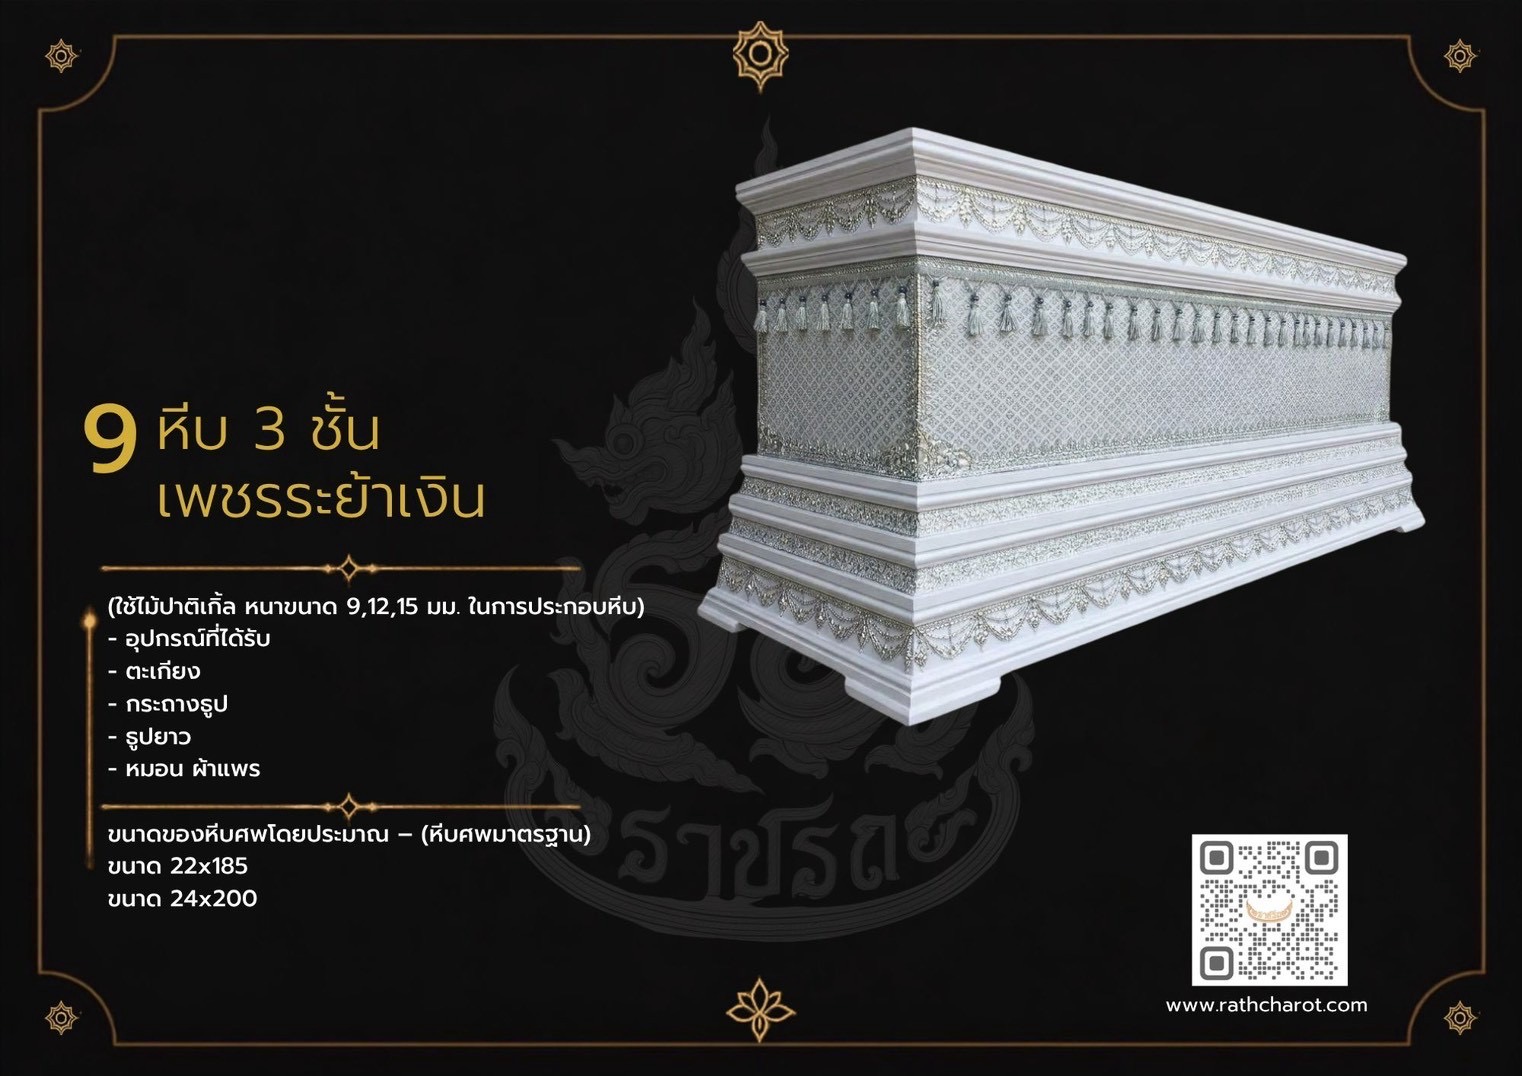 9 หีบ 3 ชั้น
เพชรระย้าเงิน
(ใช้ไม้ปาติเกิ้ล หนาขนาด 9,12,15 มม. ในการประกอบหีบ)
- อุปกรณ์ที่ได้รับ
- ตะเกียง
- กระถางธูป
- ธูปยาว
- หมอน ผ้าแพร
ขนาดของหีบศพโดยประมาณ – (หีบศพมาตรฐาน)
ขนาด 22x185
ขนาด 24x200
ราชรถ
www.rathcharot.com